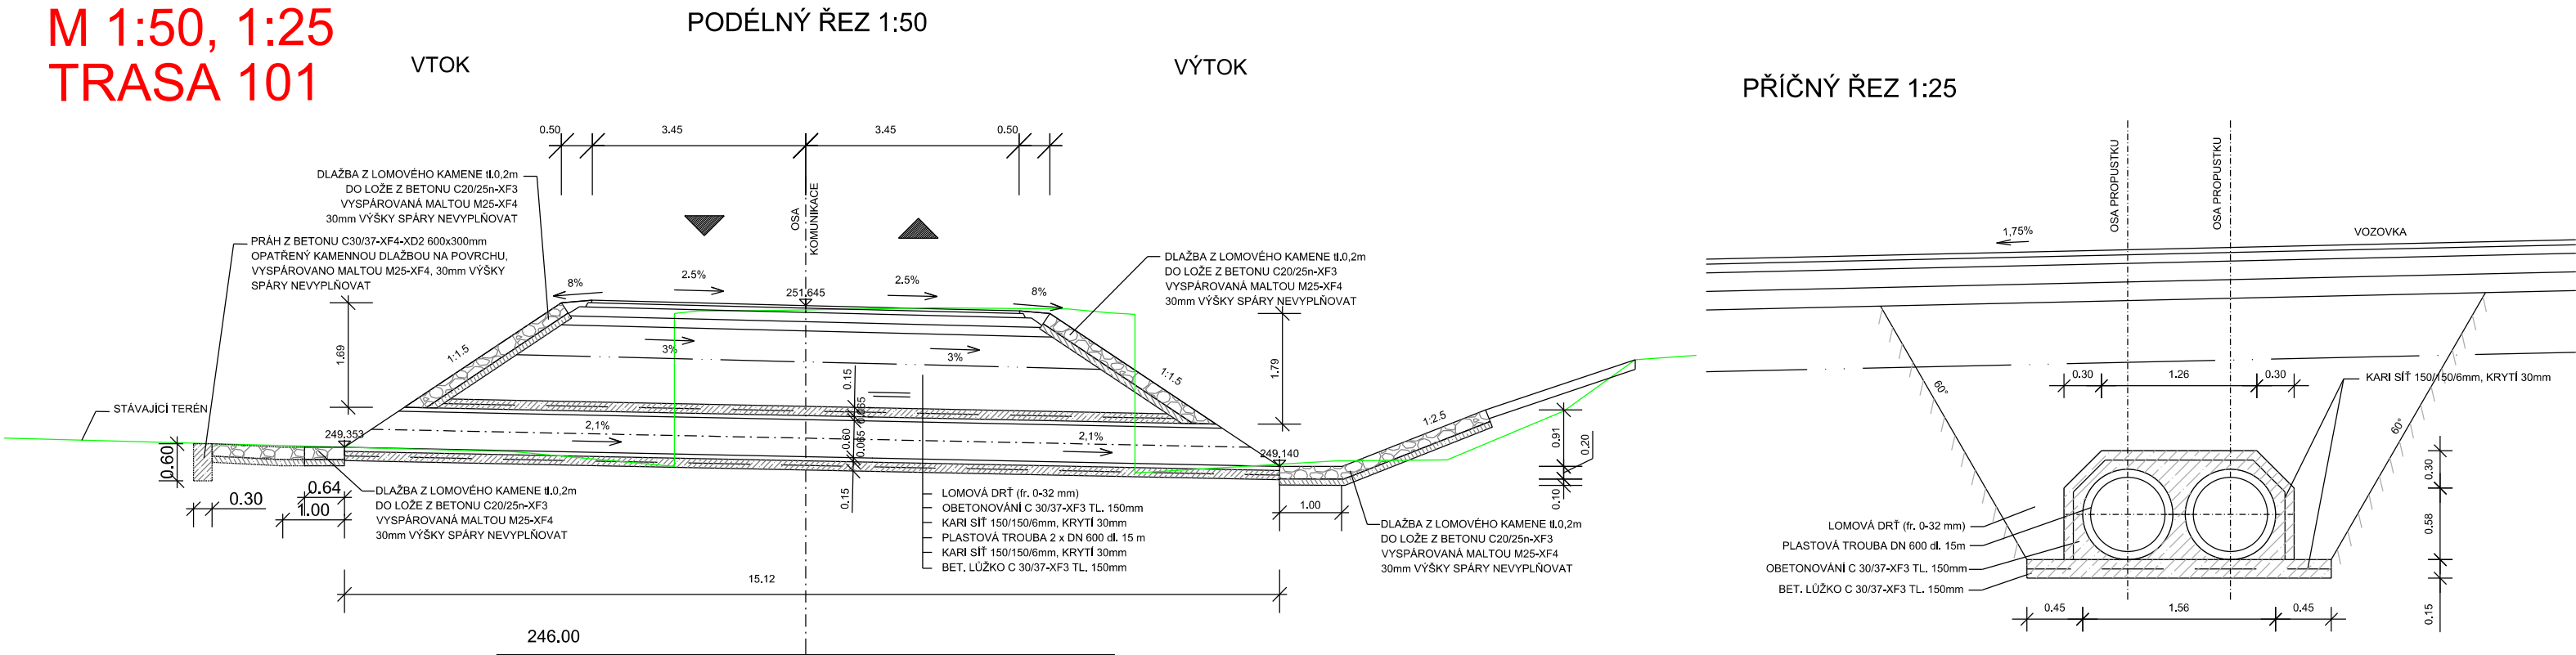 M 1:50, 1:25
TRASA 101
PODÉLNÝ ŘEZ 1:50
VTOK
VÝTOK
0.50
3.45
3.45
0.50
DLAŽBA Z LOMOVÉHO KAMENE tl.0,2m
DO LOŽE Z BETONU C20/25n-XF3
VYSPÁROVANÁ MALTOU M25-XF4
30mm VÝŠKY SPÁRY NEVYPLŇOVAT
PRÁH Z BETONU C30/37-XF4-XD2 600x300mm
OPATŘENÝ KAMENNOU DLAŽBOU NA POVRCHU,
VYSPÁROVANO MALTOU M25-XF4, 30mm VÝŠKY
SPÁRY NEVYPLŇOVAT
OSA
KOMUNIKACE
DLAŽBA Z LOMOVÉHO KAMENE tl.0,2m
DO LOŽE Z BETONU C20/25n-XF3
VYSPÁROVANÁ MALTOU M25-XF4
30mm VÝŠKY SPÁRY NEVYPLŇOVAT
8%
2.5%
251.645
2.5%
8%
1.69
1:1.5
3%
3%
1:1.5
1.79
0.15
0.065
0.60
0.065
0.15
STÁVAJÍCÍ TERÉN
249.353
2,1%
2,1%
249.140
1:2.5
0.91
0.20
0.10
0.60
0.30
0.64
1.00
DLAŽBA Z LOMOVÉHO KAMENE tl.0,2m
DO LOŽE Z BETONU C20/25n-XF3
VYSPÁROVANÁ MALTOU M25-XF4
30mm VÝŠKY SPÁRY NEVYPLŇOVAT
LOMOVÁ DRŤ (fr. 0-32 mm)
OBETONOVÁNÍ C 30/37-XF3 TL. 150mm
KARI SÍŤ 150/150/6mm, KRYTÍ 30mm
PLASTOVÁ TROUBA 2 x DN 600 dl. 15 m
KARI SÍŤ 150/150/6mm, KRYTÍ 30mm
BET. LŮŽKO C 30/37-XF3 TL. 150mm
1.00
DLAŽBA Z LOMOVÉHO KAMENE tl.0,2m
DO LOŽE Z BETONU C20/25n-XF3
VYSPÁROVANÁ MALTOU M25-XF4
30mm VÝŠKY SPÁRY NEVYPLŇOVAT
15.12
246.00
PŘÍČNÝ ŘEZ 1:25
OSA PROPUSTKU
OSA PROPUSTKU
1,75%
VOZOVKA
0.30
1.26
0.30
KARI SÍŤ 150/150/6mm, KRYTÍ 30mm
60°
60°
LOMOVÁ DRŤ (fr. 0-32 mm)
PLASTOVÁ TROUBA DN 600 dl. 15m
OBETONOVÁNÍ C 30/37-XF3 TL. 150mm
BET. LŮŽKO C 30/37-XF3 TL. 150mm
0.30
0.58
0.15
0.45
1.56
0.45